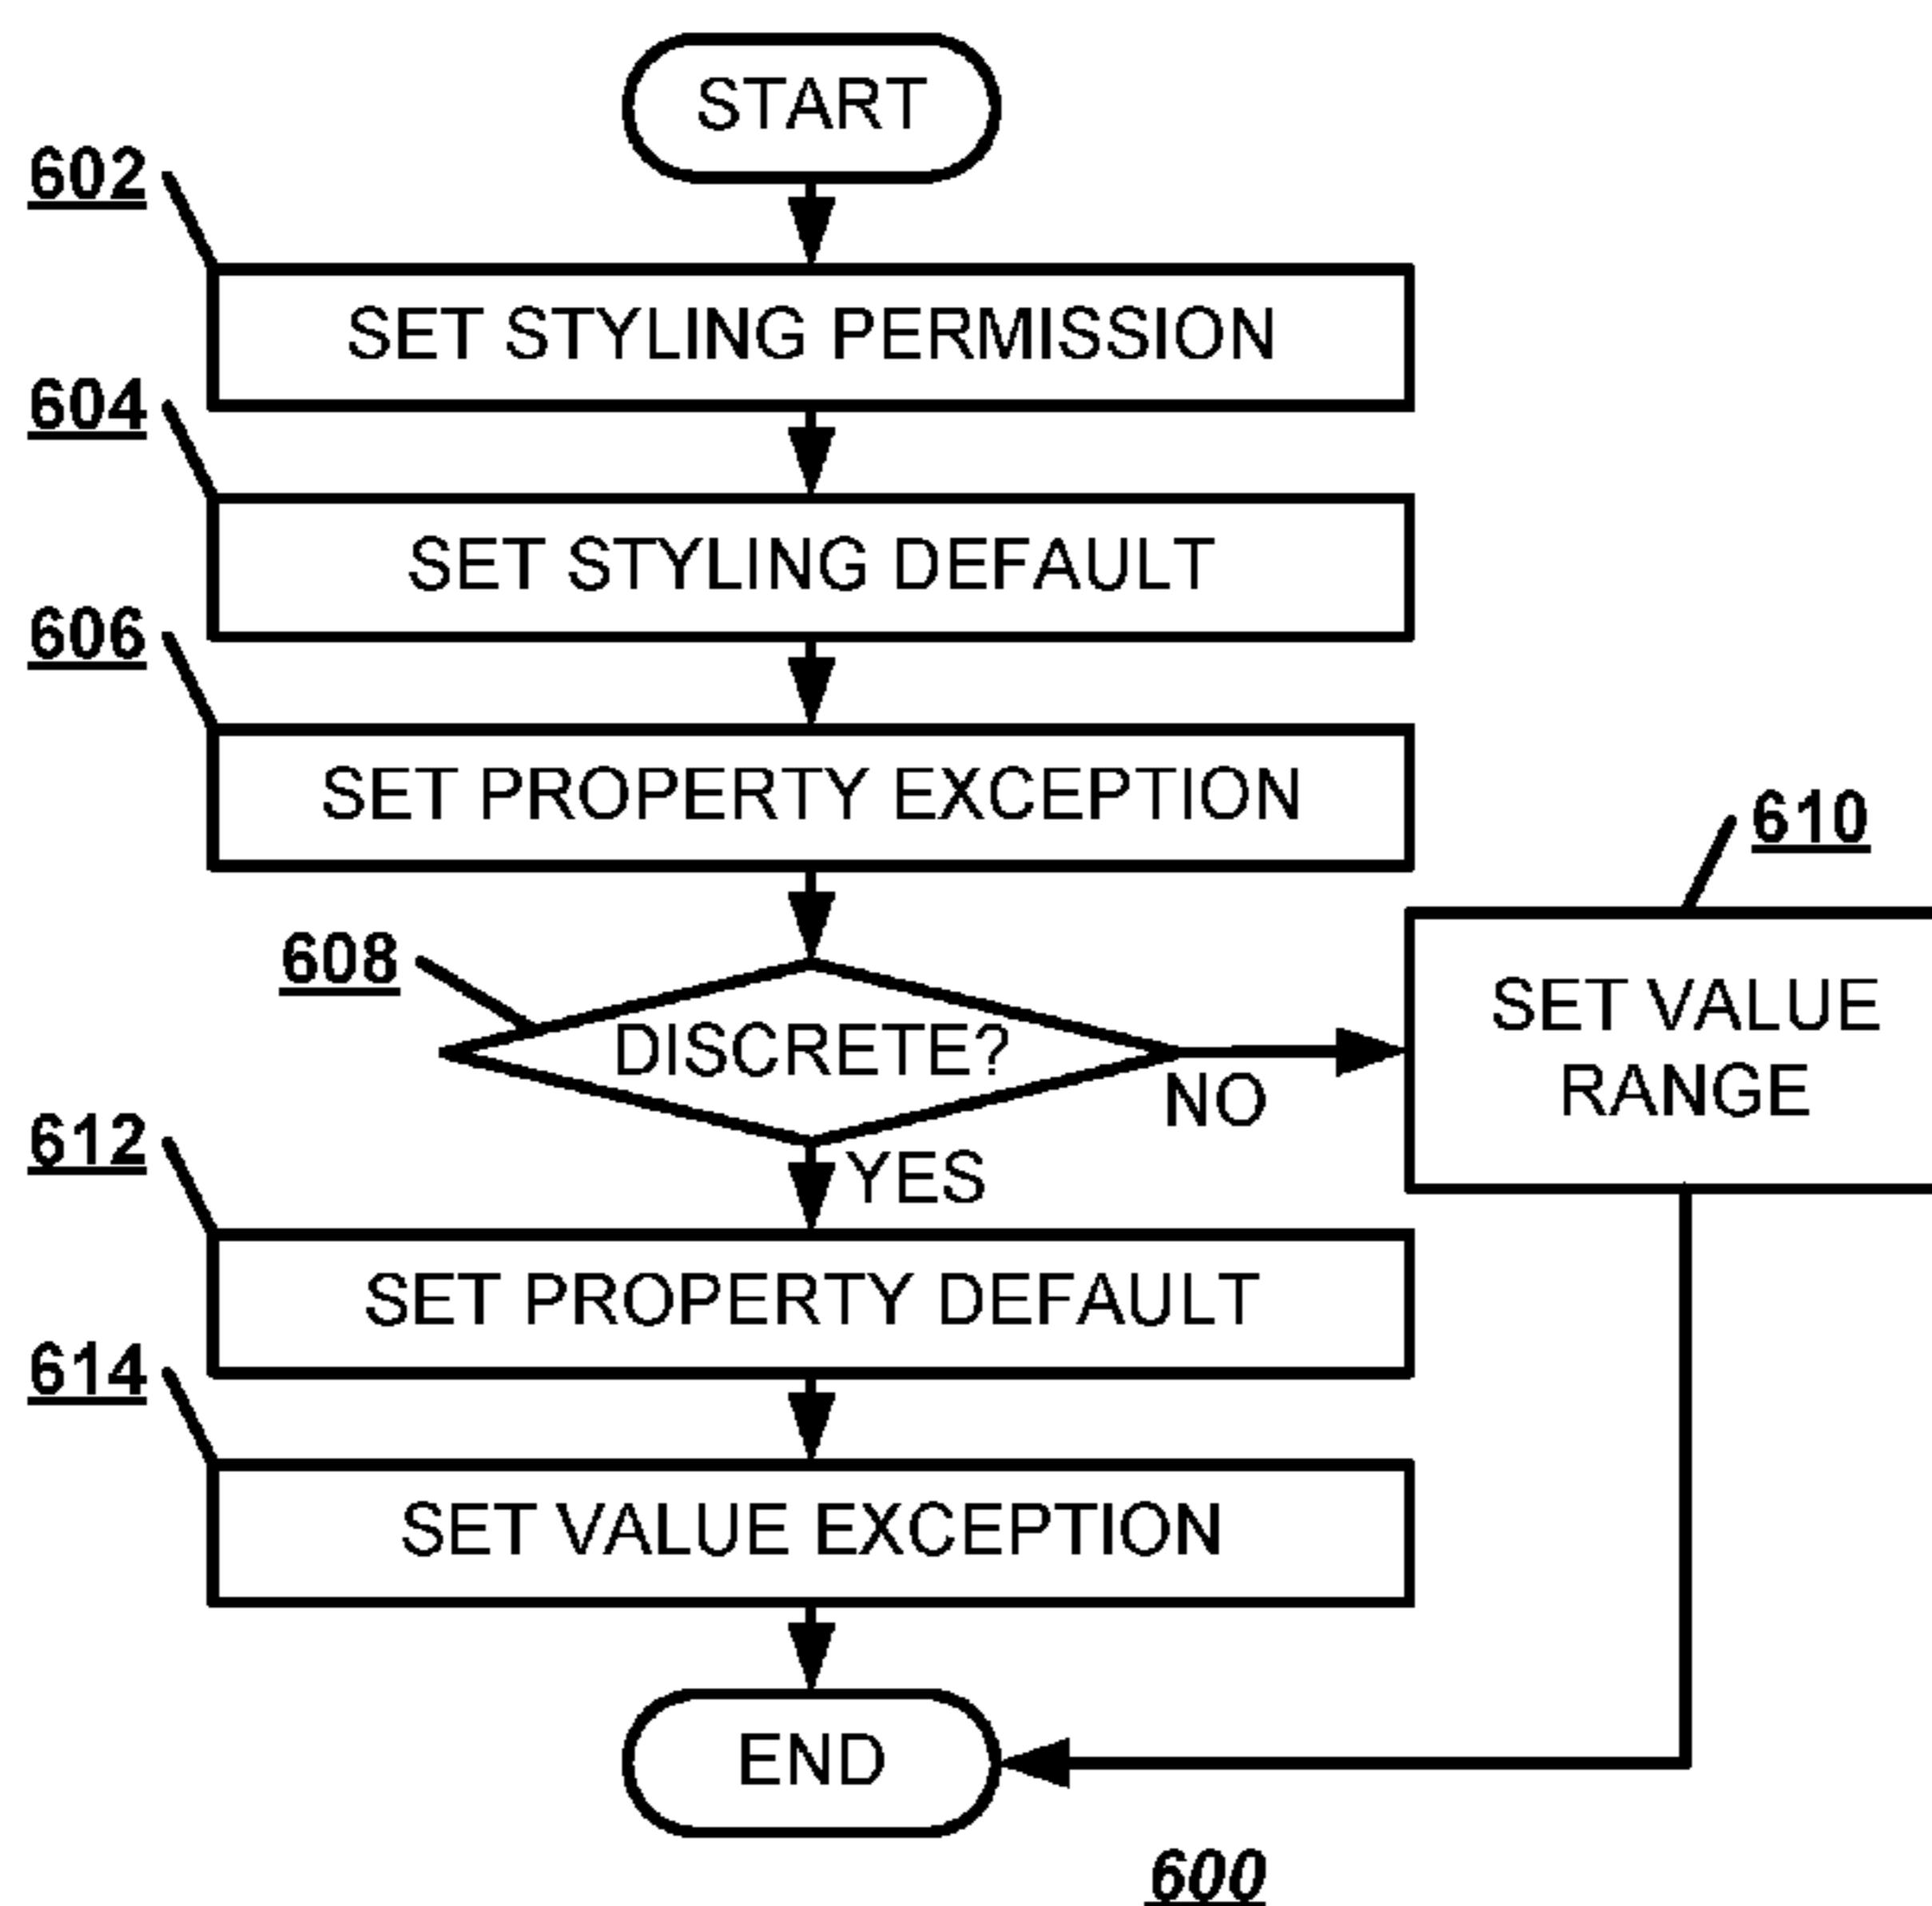 START
602
SET STYLING PERMISSION
604
SET STYLING DEFAULT
606
SET PROPERTY EXCEPTION
610
608
DISCRETE?
NO
SET VALUE
RANGE
YES
612
SET PROPERTY DEFAULT
614
SET VALUE EXCEPTION
END
600